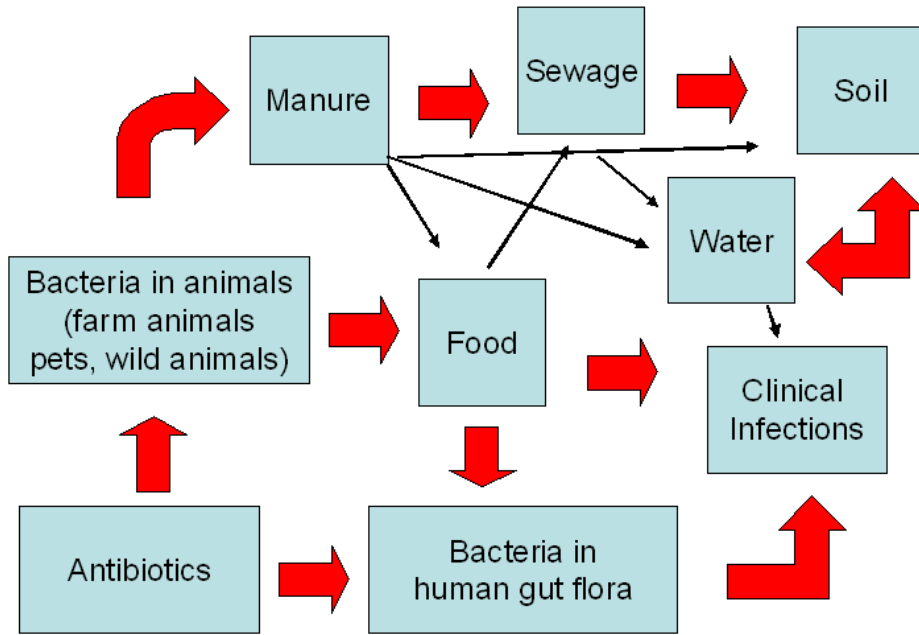 Manure
Sewage
Soil
Water
Bacteria in animals
(farm animals
pets, wild animals)
Food
Clinical
Infections
Antibiotics
Bacteria in
human gut flora